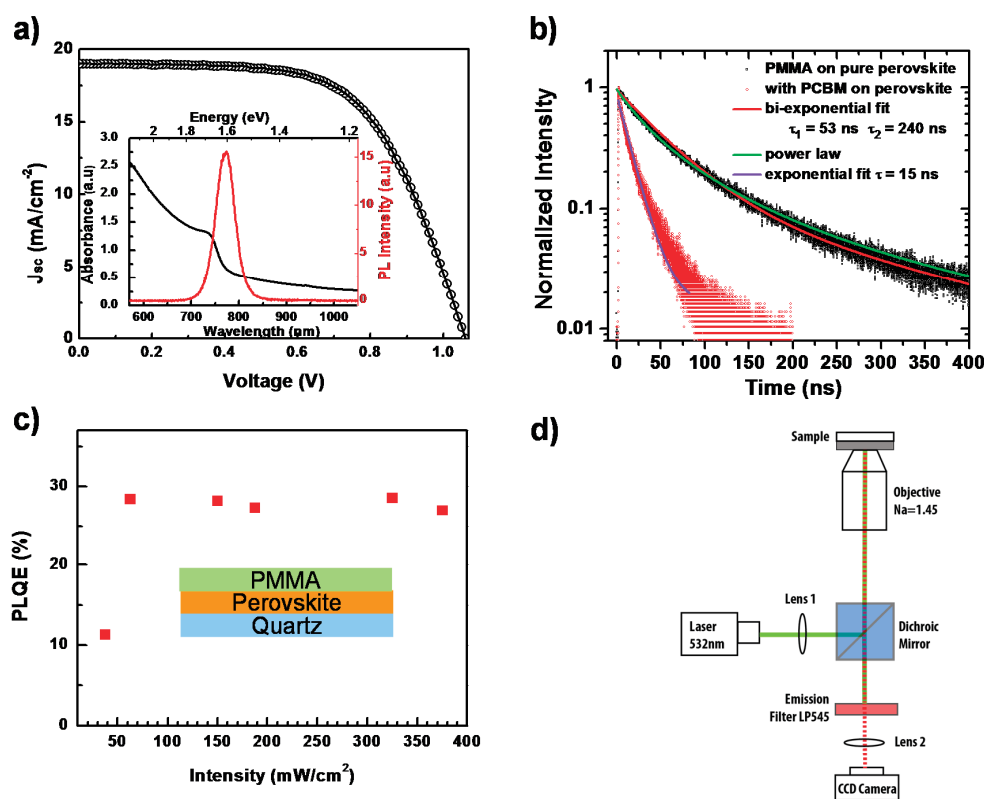 a)
20
15
10
5
0
J_SC (mA/cm^-2)
0.0 0.2 0.4 0.6 0.8 1.0
Voltage (V)
Energy (eV)
2 1.8 1.6 1.4 1.2
3.0
2.5
2.0
1.5
1.0
0.5
0.0
Absorbance (a.u
15
10
5
0
PL Intensity (a.u)
600 700 800 900 1000
Wavelength (nm)
b)
1
0.1
0.01
Normalized Intensity
PMMA on pure perovskite
with PCBM on perovskite
bi-exponential fit
τ1 = 53 ns τ2 = 240 ns
power law
exponential fit τ = 15 ns
0 50 100 150 200 250 300 350 400
Time (ns)
c)
30
20
10
0
PLQE (%)
PMMA
Perovskite
Quartz
50 100 150 200 250 300 350 400
Intensity (mW/cm²)
d)
Sample
Objective
Na=1.45
Lens 1
Laser
532nm
Dichroic
Mirror
Emission
Filter LP545
Lens 2
CCD Camera